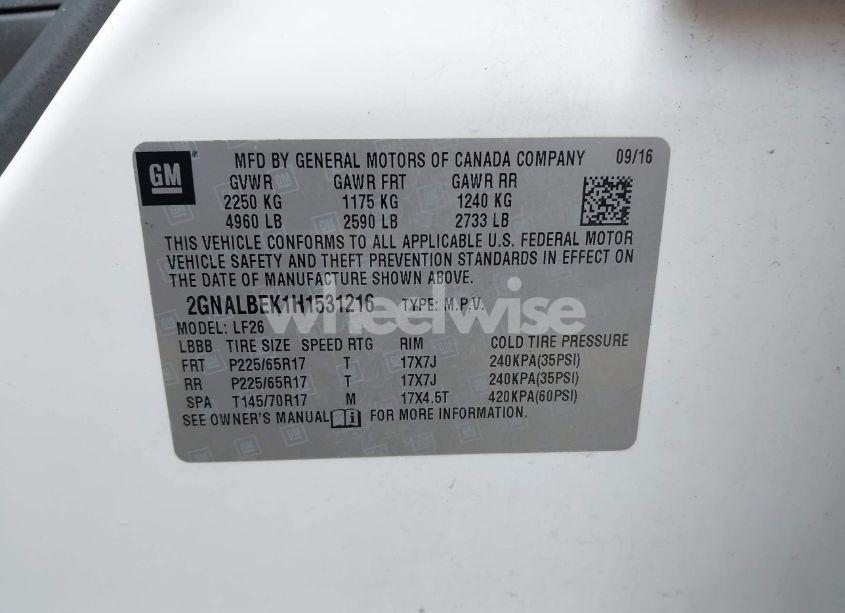 GM
MFD BY GENERAL MOTORS OF CANADA COMPANY 09/16
GVWR GAWR FRT GAWR RR
2250 KG 1175 KG 1240 KG
4960 LB 2590 LB 2733 LB
THIS VEHICLE CONFORMS TO ALL APPLICABLE U.S. FEDERAL MOTOR
VEHICLE SAFETY AND THEFT PREVENTION STANDARDS IN EFFECT ON
THE DATE OF MANUFACTURE SHOWN ABOVE.
2GNALBEK1H1531216 TYPE: M.P.V.
wheelwise
MODEL: LF26
LBBB TIRE SIZE SPEED RTG RIM COLD TIRE PRESSURE
FRT P225/65R17 T 17X7J 240KPA(35PSI)
RR P225/65R17 T 17X7J 240KPA(35PSI)
SPA T145/70R17 M 17X4.5T 420KPA(60PSI)
SEE OWNER'S MANUAL FOR MORE INFORMATION.